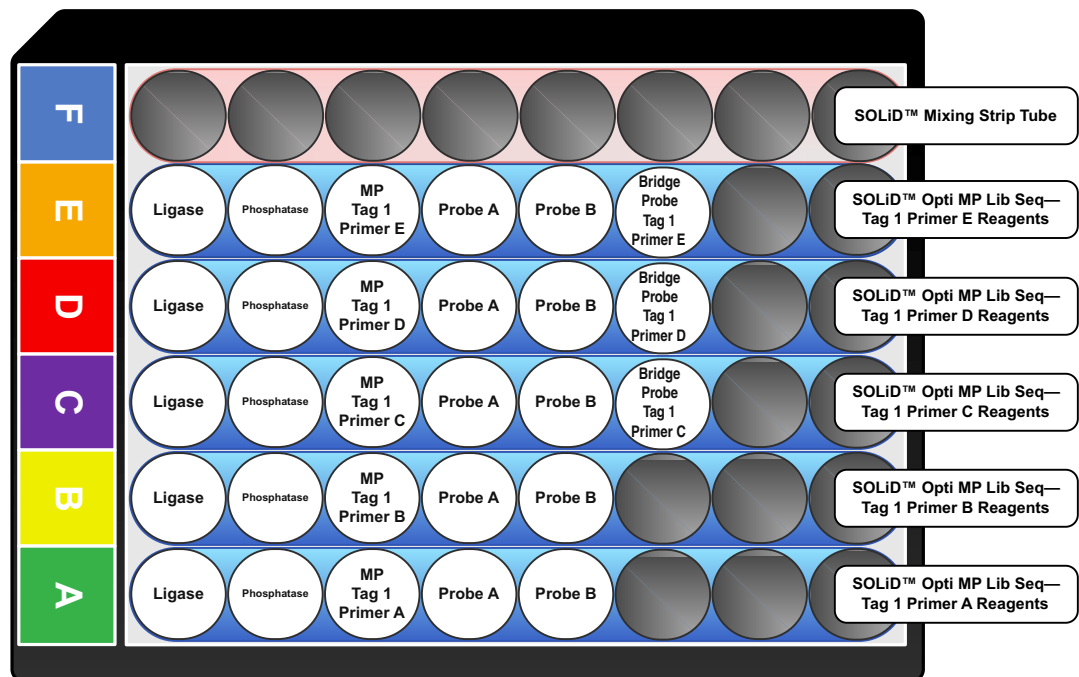 F
SOLiD™ Mixing Strip Tube
E
Ligase
Phosphatase
MP
Tag 1
Primer E
Probe A
Probe B
Bridge
Probe
Tag 1
Primer E
SOLiD™ Opti MP Lib Seq—
Tag 1 Primer E Reagents
D
Ligase
Phosphatase
MP
Tag 1
Primer D
Probe A
Probe B
Bridge
Probe
Tag 1
Primer D
SOLiD™ Opti MP Lib Seq—
Tag 1 Primer D Reagents
C
Ligase
Phosphatase
MP
Tag 1
Primer C
Probe A
Probe B
Bridge
Probe
Tag 1
Primer C
SOLiD™ Opti MP Lib Seq—
Tag 1 Primer C Reagents
B
Ligase
Phosphatase
MP
Tag 1
Primer B
Probe A
Probe B
SOLiD™ Opti MP Lib Seq—
Tag 1 Primer B Reagents
A
Ligase
Phosphatase
MP
Tag 1
Primer A
Probe A
Probe B
SOLiD™ Opti MP Lib Seq—
Tag 1 Primer A Reagents